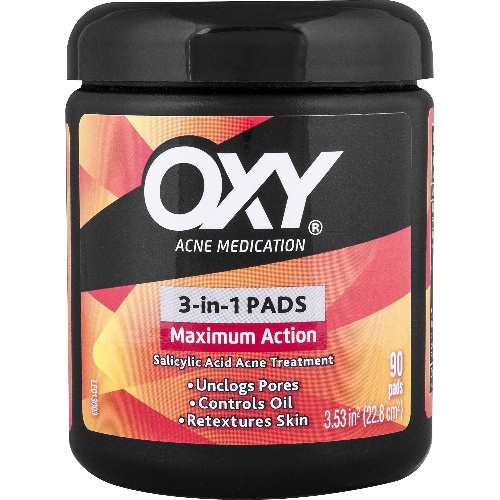 OXY®
ACNE MEDICATION
3-in-1 PADS
Maximum Action
Salicylic Acid Acne Treatment
•Unclogs Pores
•Controls Oil
•Retextures Skin
90
pads
3.53 in² (22.8 cm²)